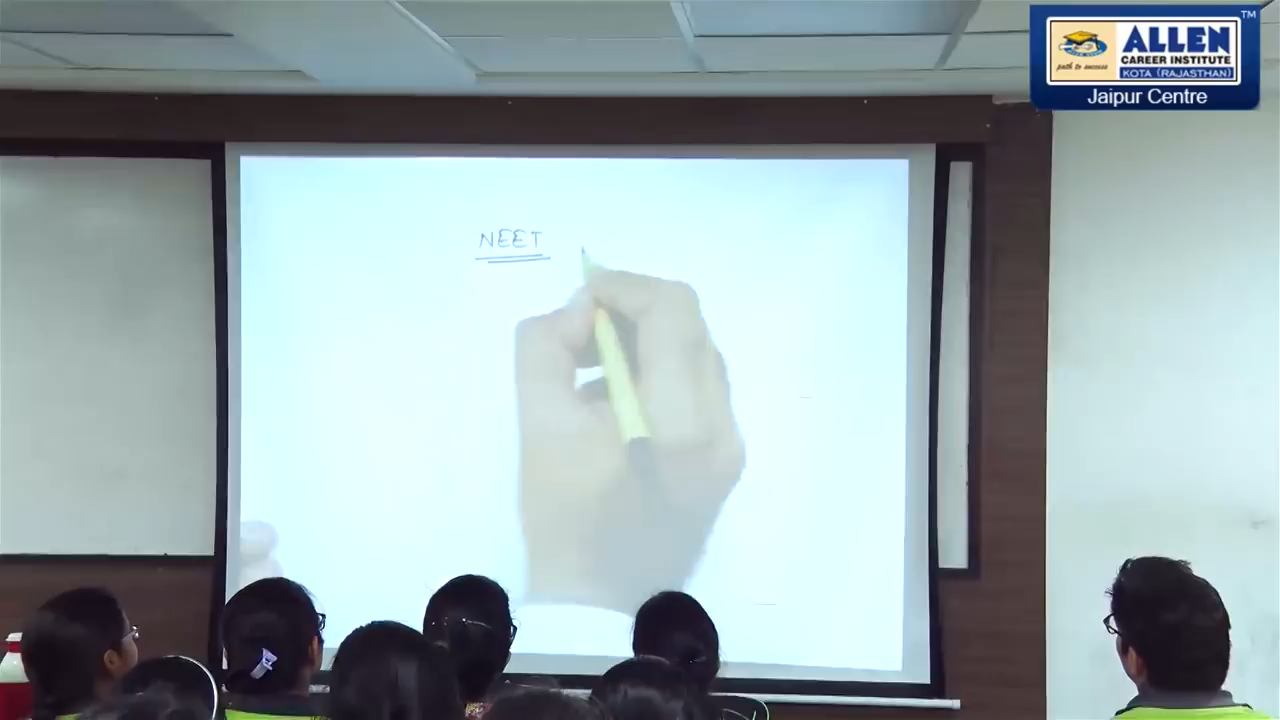 TM
ALLEN
CAREER INSTITUTE
path to success
KOTA (RAJASTHAN)
Jaipur Centre
NEET